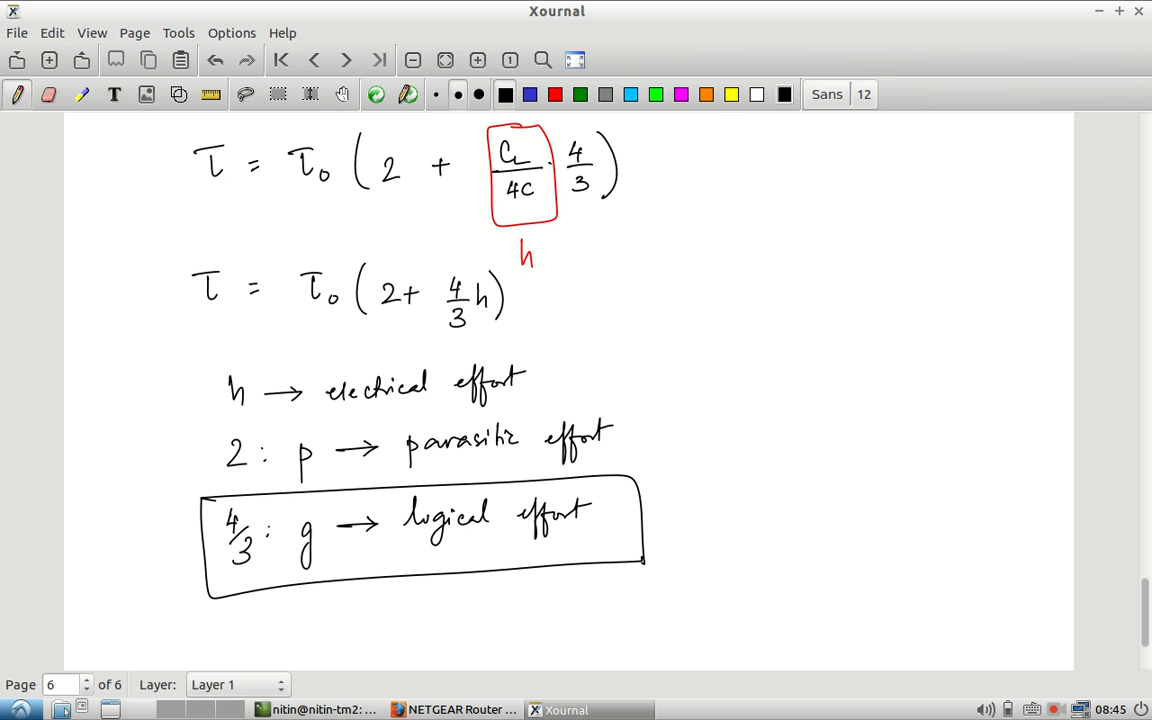 Xournal
File Edit View Page Tools Options Help
Sans 12
τ = τ₀ ( 2 + C_L/4C · 4/3 )
h
τ = τ₀ ( 2 + 4/3 h )
h → electrical effort
2 : p → parasitic effort
4/3 : g → logical effort
Page 6 of 6 Layer: Layer 1
nitin@nitin-tm2: ... NETGEAR Router ... Xournal 08:45